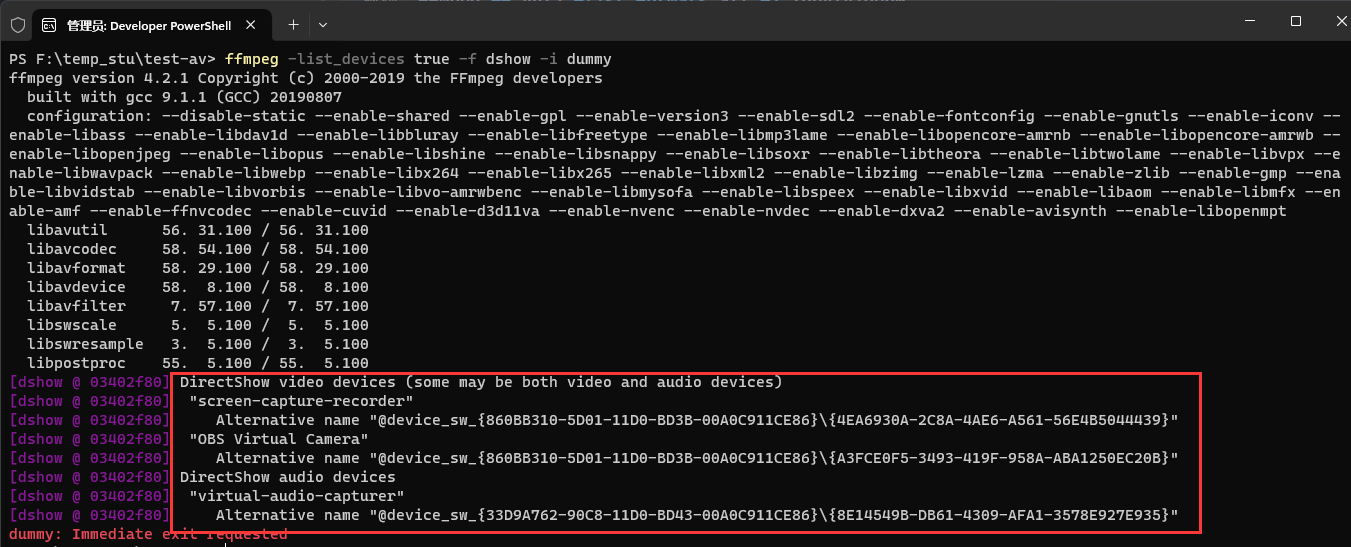 管理员: Developer PowerShell
PS F:\temp_stu\test-av> ffmpeg -list_devices true -f dshow -i dummy
ffmpeg version 4.2.1 Copyright (c) 2000-2019 the FFmpeg developers
  built with gcc 9.1.1 (GCC) 20190807
  configuration: --disable-static --enable-shared --enable-gpl --enable-version3 --enable-sdl2 --enable-fontconfig --enable-gnutls --enable-iconv --
enable-libass --enable-libdav1d --enable-libbluray --enable-libfreetype --enable-libmp3lame --enable-libopencore-amrnb --enable-libopencore-amrwb --
enable-libopenjpeg --enable-libopus --enable-libshine --enable-libsnappy --enable-libsoxr --enable-libtheora --enable-libtwolame --enable-libvpx --e
nable-libwavpack --enable-libwebp --enable-libx264 --enable-libx265 --enable-libxml2 --enable-libzimg --enable-lzma --enable-zlib --enable-gmp --ena
ble-libvidstab --enable-libvorbis --enable-libvo-amrwbenc --enable-libmysofa --enable-libspeex --enable-libxvid --enable-libaom --enable-libmfx --en
able-amf --enable-ffnvcodec --enable-cuvid --enable-d3d11va --enable-nvenc --enable-nvdec --enable-dxva2 --enable-avisynth --enable-libopenmpt
  libavutil      56. 31.100 / 56. 31.100
  libavcodec     58. 54.100 / 58. 54.100
  libavformat    58. 29.100 / 58. 29.100
  libavdevice    58.  8.100 / 58.  8.100
  libavfilter     7. 57.100 /  7. 57.100
  libswscale      5.  5.100 /  5.  5.100
  libswresample   3.  5.100 /  3.  5.100
  libpostproc    55.  5.100 / 55.  5.100
[dshow @ 03402f80] DirectShow video devices (some may be both video and audio devices)
[dshow @ 03402f80]  "screen-capture-recorder"
[dshow @ 03402f80]     Alternative name "@device_sw_{860BB310-5D01-11D0-BD3B-00A0C911CE86}\{4EA6930A-2C8A-4AE6-A561-56E4B5044439}"
[dshow @ 03402f80]  "OBS Virtual Camera"
[dshow @ 03402f80]     Alternative name "@device_sw_{860BB310-5D01-11D0-BD3B-00A0C911CE86}\{A3FCE0F5-3493-419F-958A-ABA1250EC20B}"
[dshow @ 03402f80] DirectShow audio devices
[dshow @ 03402f80]  "virtual-audio-capturer"
[dshow @ 03402f80]     Alternative name "@device_sw_{33D9A762-90C8-11D0-BD43-00A0C911CE86}\{8E14549B-DB61-4309-AFA1-3578E927E935}"
dummy: Immediate exit requested